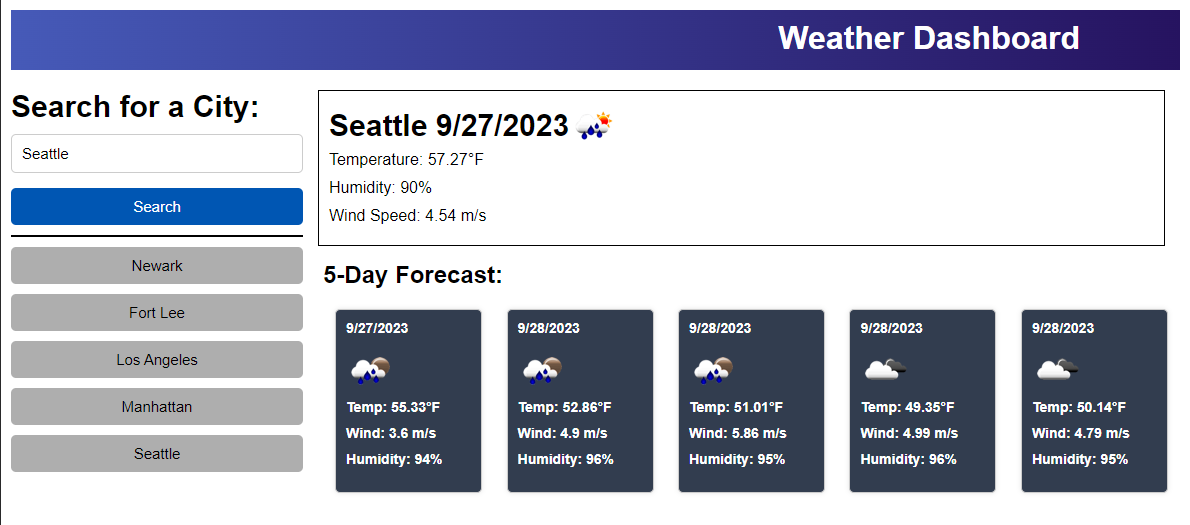 Weather Dashboard
Search for a City:
Seattle
Search
Newark
Fort Lee
Los Angeles
Manhattan
Seattle
Seattle 9/27/2023
Temperature: 57.27°F
Humidity: 90%
Wind Speed: 4.54 m/s
5-Day Forecast:
9/27/2023
Temp: 55.33°F
Wind: 3.6 m/s
Humidity: 94%
9/28/2023
Temp: 52.86°F
Wind: 4.9 m/s
Humidity: 96%
9/28/2023
Temp: 51.01°F
Wind: 5.86 m/s
Humidity: 95%
9/28/2023
Temp: 49.35°F
Wind: 4.99 m/s
Humidity: 96%
9/28/2023
Temp: 50.14°F
Wind: 4.79 m/s
Humidity: 95%